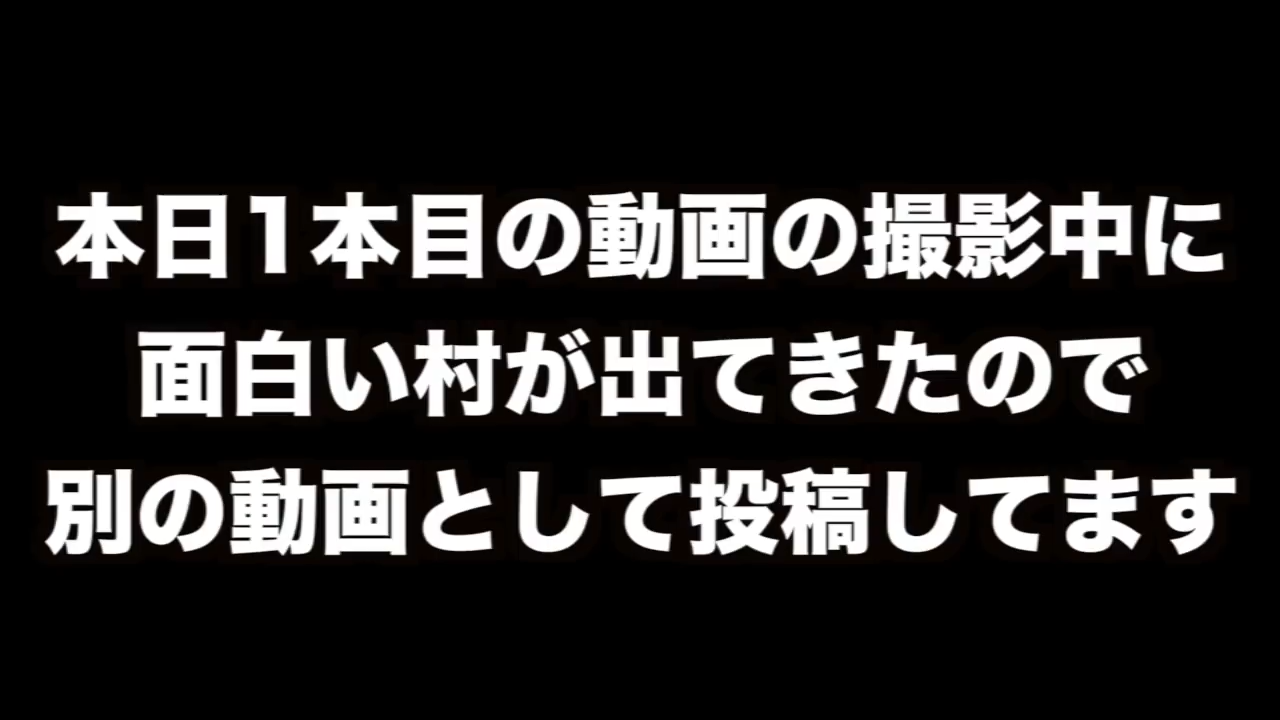 本日1本目の動画の撮影中に
面白い村が出てきたので
別の動画として投稿してます